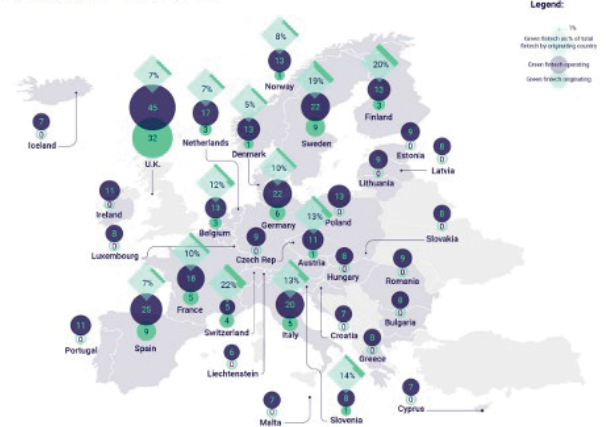 Legend:
1%
Green fintech as % of total
fintech by originating country
Green fintech operating
Green fintech originating
8%
13
1
Norway
20%
12
3
Finland
19%
22
9
Sweden
7%
45
32
U.K.
7%
17
3
Netherlands
5%
13
1
Denmark
7
0
Iceland
9
0
Estonia
8
0
Latvia
9
0
Lithuania
10%
22
6
Germany
13
0
Poland
12%
13
3
Belgium
11
0
Ireland
8
0
Luxembourg
9
0
Czech Rep
13%
11
1
Austria
8
0
Slovakia
8
0
Hungary
9
0
Romania
10%
18
5
France
22%
5
4
Switzerland
13%
20
5
Italy
7%
25
9
Spain
11
0
Portugal
7
0
Croatia
8
0
Bulgaria
8
0
Greece
6
0
Liechtenstein
14%
8
1
Slovenia
7
0
Malta
7
0
Cyprus